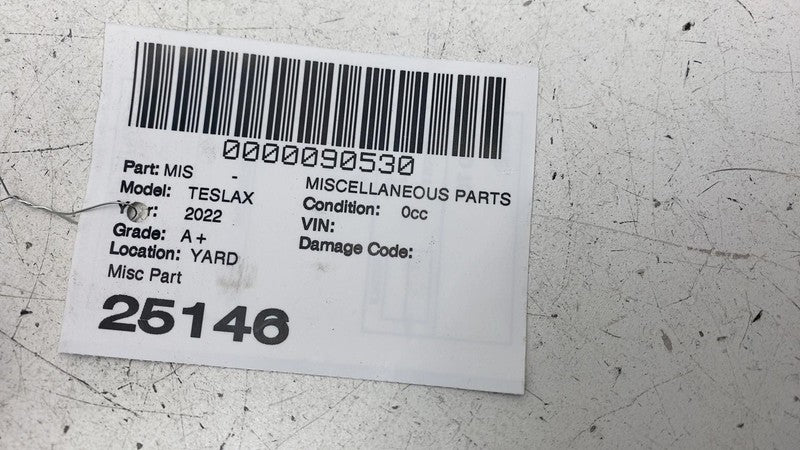 0000090530
Part: MIS - MISCELLANEOUS PARTS
Model: TESLAX Condition: 0cc
Year: 2022 VIN:
Grade: A+ Damage Code:
Location: YARD
Misc Part
25146